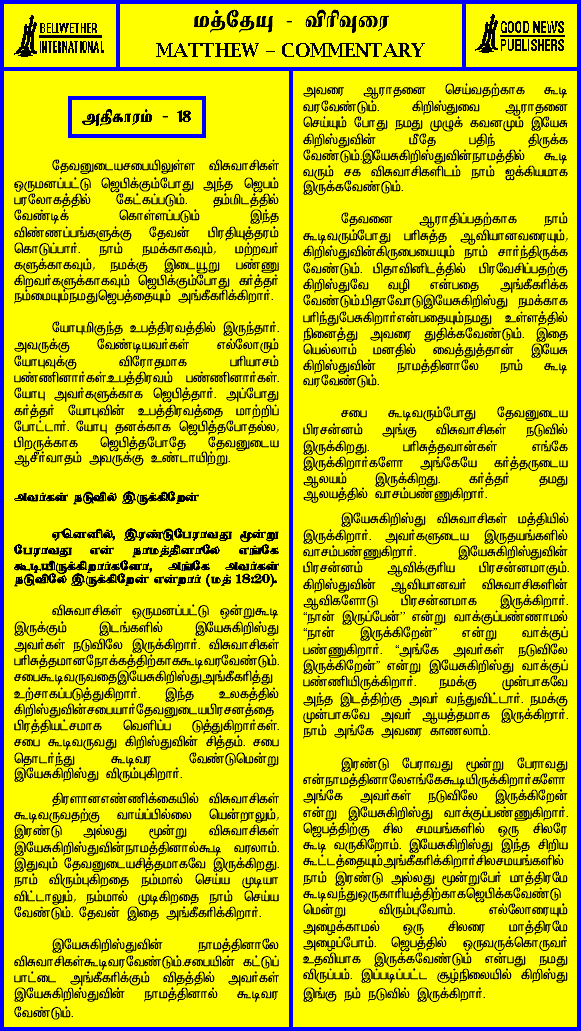 BELLWETHER
INTERNATIONAL
மத்தேயு - விரிவுரை
MATTHEW – COMMENTARY
GOOD NEWS
PUBLISHERS
அதிகாரம் - 18
தேவனுடையசபையிலுள்ள விசுவாசிகள்
ஒருமனப்பட்டு ஜெபிக்கும்போது அந்த ஜெபம்
பரலோகத்தில் கேட்கப்படும். தம்மிடத்தில்
வேண்டிக் கொள்ளப்படும் இந்த
விண்ணப்பங்களுக்கு தேவன் பிரதியுத்தரம்
கொடுப்பார். நாம் நமக்காகவும், மற்றவர்
களுக்காகவும், நமக்கு இடையூறு பண்ணு
கிறவர்களுக்காகவும் ஜெபிக்கும்போது கர்த்தர்
நம்மையும்நமதுஜெபத்தையும் அங்கீகரிக்கிறார்.
யோபுமிகுந்த உபத்திரவத்தில் இருந்தார்.
அவருக்கு வேண்டியவர்கள் எல்லோரும்
யோபுவுக்கு விரோதமாக பரியாசம்
பண்ணினார்கள்.உபத்திரவம் பண்ணினார்கள்.
யோபு அவர்களுக்காக ஜெபித்தார். அப்போது
கர்த்தர் யோபுவின் உபத்திரவத்தை மாற்றிப்
போட்டார். யோபு தனக்காக ஜெபித்தபோதல்ல,
பிறருக்காக ஜெபித்தபோதே தேவனுடைய
ஆசீர்வாதம் அவருக்கு உண்டாயிற்று.
அவர்கள் நடுவில் இருக்கிறேன்
ஏனெனில், இரண்டுபேராவது மூன்று
பேராவது என் நாமத்தினாலே எங்கே
கூடியிருக்கிறார்களோ, அங்கே அவர்கள்
நடுவிலே இருக்கிறேன் என்றார் (மத் 18:20).
விசுவாசிகள் ஒருமனப்பட்டு ஒன்றுகூடி
இருக்கும் இடங்களில் இயேசுகிறிஸ்து
அவர்கள் நடுவிலே இருக்கிறார். விசுவாசிகள்
பரிசுத்தமானநோக்கத்திற்காககூடிவரவேண்டும்.
சபைகூடிவருவதைஇயேசுகிறிஸ்துஅங்கீகரித்து
உற்சாகப்படுத்துகிறார். இந்த உலகத்தில்
கிறிஸ்துவின்சபையார்தேவனுடையபிரசனத்தை
பிரத்தியட்சமாக வெளிப்ப டுத்துகிறார்கள்.
சபை கூடிவருவது கிறிஸ்துவின் சித்தம். சபை
தொடர்ந்து கூடிவர வேண்டுமென்று
இயேசுகிறிஸ்து விரும்புகிறார்.
திரளானஎண்ணிக்கையில் விசுவாசிகள்
கூடிவருவதற்கு வாய்ப்பில்லை யென்றாலும்,
இரண்டு அல்லது மூன்று விசுவாசிகள்
இயேசுகிறிஸ்துவின்நாமத்தினால்கூடி வரலாம்.
இதுவும் தேவனுடையசித்தமாகவே இருக்கிறது.
நாம் விரும்புகிறதை நம்மால் செய்ய முடியா
விட்டாலும், நம்மால் முடிகிறதை நாம் செய்ய
வேண்டும். தேவன் இதை அங்கீகரிக்கிறார்.
இயேசுகிறிஸ்துவின் நாமத்தினாலே
விசுவாசிகள்கூடிவரவேண்டும்.சபையின் கட்டுப்
பாட்டை அங்கீகரிக்கும் விதத்தில் அவர்கள்
இயேசுகிறிஸ்துவின் நாமத்தினால் கூடிவர
வேண்டும்.
அவரை ஆராதனை செய்வதற்காக கூடி
வரவேண்டும். கிறிஸ்துவை ஆராதனை
செய்யும் போது நமது முழுக் கவனமும் இயேசு
கிறிஸ்துவின் மீதே பதிந் திருக்க
வேண்டும்.இயேசுகிறிஸ்துவின்நாமத்தில் கூடி
வரும் சக விசுவாசிகளிடம் நாம் ஐக்கியமாக
இருக்கவேண்டும்.
தேவனை ஆராதிப்பதற்காக நாம்
கூடிவரும்போது பரிசுத்த ஆவியானவரையும்,
கிறிஸ்துவின்கிருபையையும் நாம் சார்ந்திருக்க
வேண்டும். பிதாவினிடத்தில் பிரவேசிப்பதற்கு
கிறிஸ்துவே வழி என்பதை அங்கீகரிக்க
வேண்டும்.பிதாவோடுஇயேசுகிறிஸ்து நமக்காக
பரிந்துபேசுகிறார்என்பதையும்நமது உள்ளத்தில்
நினைத்து அவரை துதிக்கவேண்டும். இதை
யெல்லாம் மனதில் வைத்துத்தான் இயேசு
கிறிஸ்துவின் நாமத்தினாலே நாம் கூடி
வரவேண்டும்.
சபை கூடிவரும்போது தேவனுடைய
பிரசன்னம் அங்கு விசுவாசிகள் நடுவில்
இருக்கிறது. பரிசுத்தவான்கள் எங்கே
இருக்கிறார்களோ அங்கேயே கர்த்தருடைய
ஆலயம் இருக்கிறது. கர்த்தர் தமது
ஆலயத்தில் வாசம்பண்ணுகிறார்.
இயேசுகிறிஸ்து விசுவாசிகள் மத்தியில்
இருக்கிறார். அவர்களுடைய இருதயங்களில்
வாசம்பண்ணுகிறார். இயேசுகிறிஸ்துவின்
பிரசன்னம் ஆவிக்குரிய பிரசன்னமாகும்.
கிறிஸ்துவின் ஆவியானவர் விசுவாசிகளின்
ஆவிகளோடு பிரசன்னமாக இருக்கிறார்.
“நான் இருப்பேன்” என்று வாக்குப்பண்ணாமல்
“நான் இருக்கிறேன்” என்று வாக்குப்
பண்ணுகிறார். “அங்கே அவர்கள் நடுவிலே
இருக்கிறேன்” என்று இயேசுகிறிஸ்து வாக்குப்
பண்ணியிருக்கிறார். நமக்கு முன்பாகவே
அந்த இடத்திற்கு அவர் வந்துவிட்டார். நமக்கு
முன்பாகவே அவர் ஆயத்தமாக இருக்கிறார்.
நாம் அங்கே அவரை காணலாம்.
இரண்டு பேராவது மூன்று பேராவது
என்நாமத்தினாலேஎங்கேகூடியிருக்கிறார்களோ
அங்கே அவர்கள் நடுவிலே இருக்கிறேன்
என்று இயேசுகிறிஸ்து வாக்குப்பண்ணுகிறார்.
ஜெபத்திற்கு சில சமயங்களில் ஒரு சிலரே
கூடி வருகிறோம். இயேசுகிறிஸ்து இந்த சிறிய
கூட்டத்தையும்அங்கீகரிக்கிறார்சிலசமயங்களில்
நாம் இரண்டு அல்லது மூன்றுபேர் மாத்திரமே
கூடிவந்துஒருகாரியத்திற்காகஜெபிக்கவேண்டு
மென்று விரும்புவோம். எல்லோரையும்
அழைக்காமல் ஒரு சிலரை மாத்திரமே
அழைப்போம். ஜெபத்தில் ஒருவருக்கொருவர்
உதவியாக இருக்கவேண்டும் என்பது நமது
விருப்பம். இப்படிப்பட்ட சூழ்நிலையில் கிறிஸ்து
இங்கு நம் நடுவில் இருக்கிறார்.